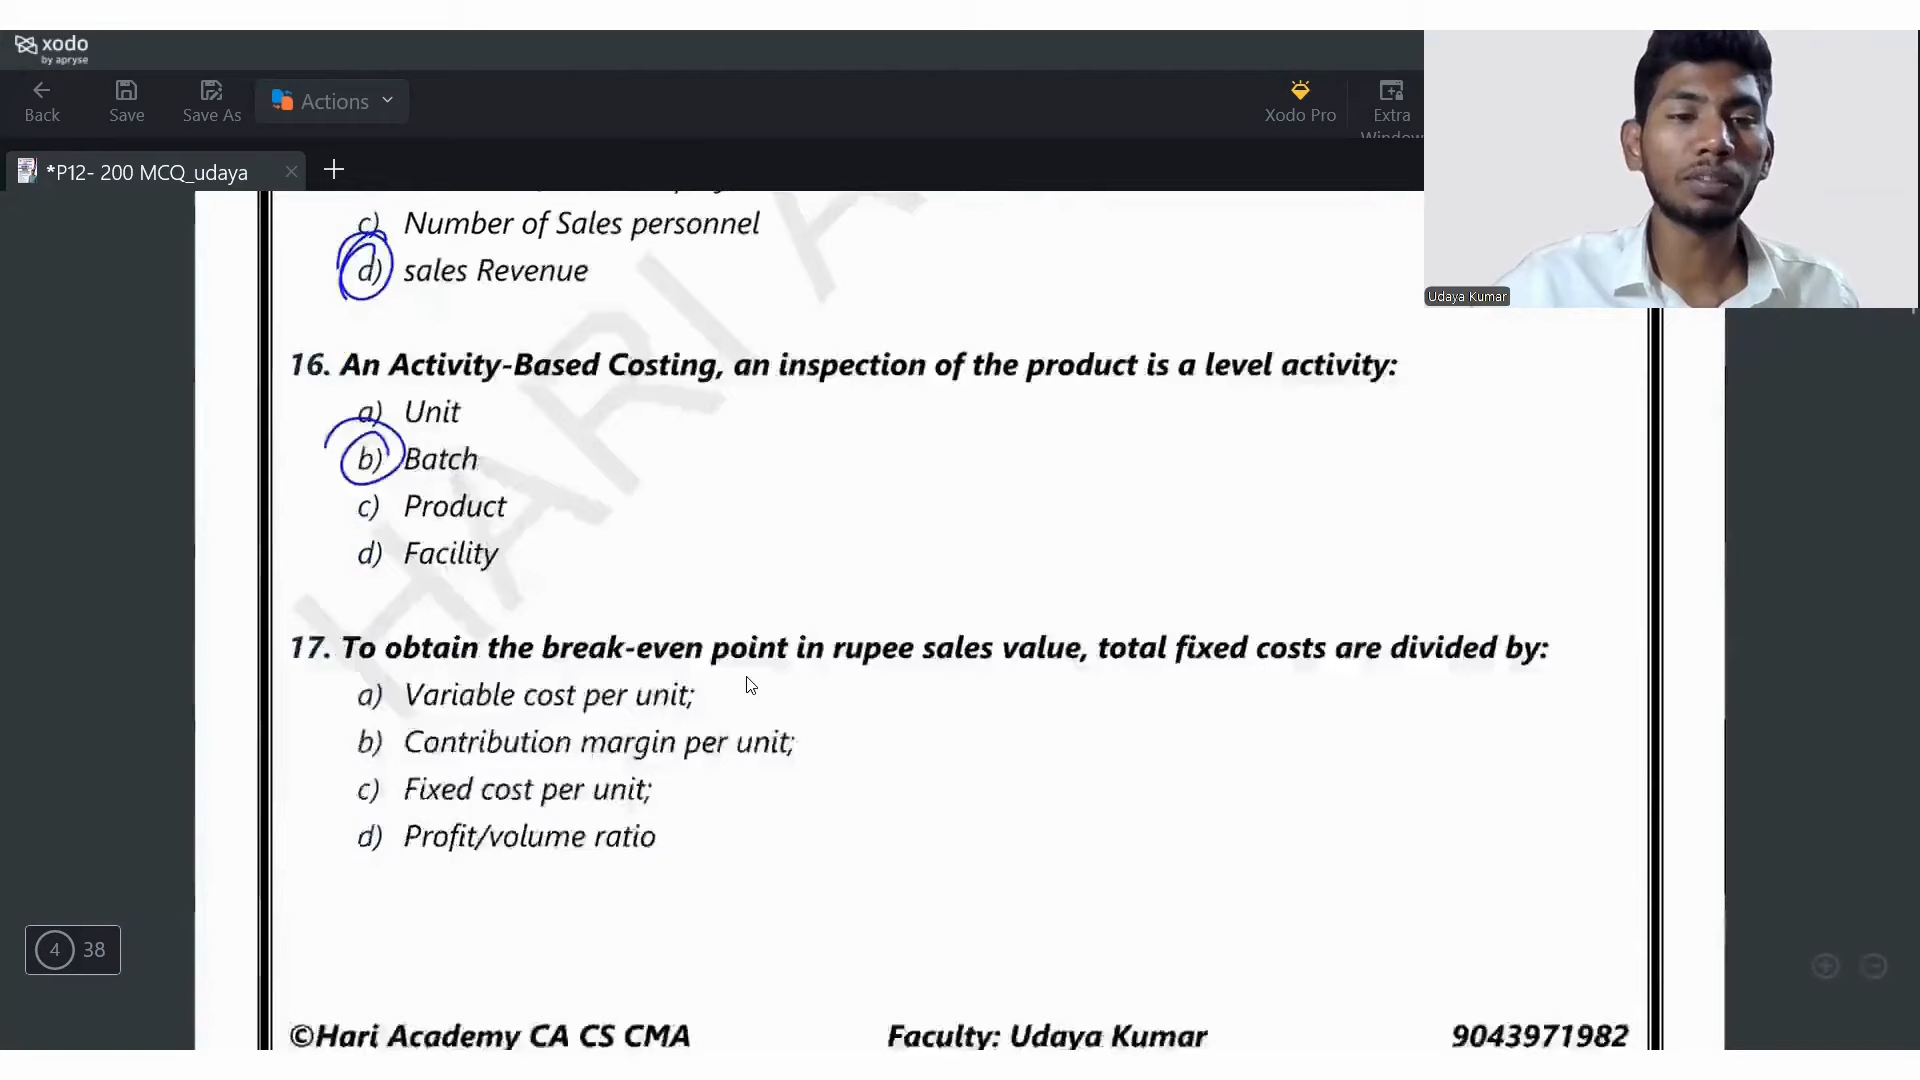 xodo
by apryse
Back
Save
Save As
Actions
Xodo Pro
Extra
Window
*P12- 200 MCQ_udaya
Udaya Kumar
c) Number of Sales personnel
d) sales Revenue
16. An Activity-Based Costing, an inspection of the product is a level activity:
a) Unit
b) Batch
c) Product
d) Facility
17. To obtain the break-even point in rupee sales value, total fixed costs are divided by:
a) Variable cost per unit;
b) Contribution margin per unit;
c) Fixed cost per unit;
d) Profit/volume ratio
4 38
©Hari Academy CA CS CMA Faculty: Udaya Kumar 9043971982
HARI A